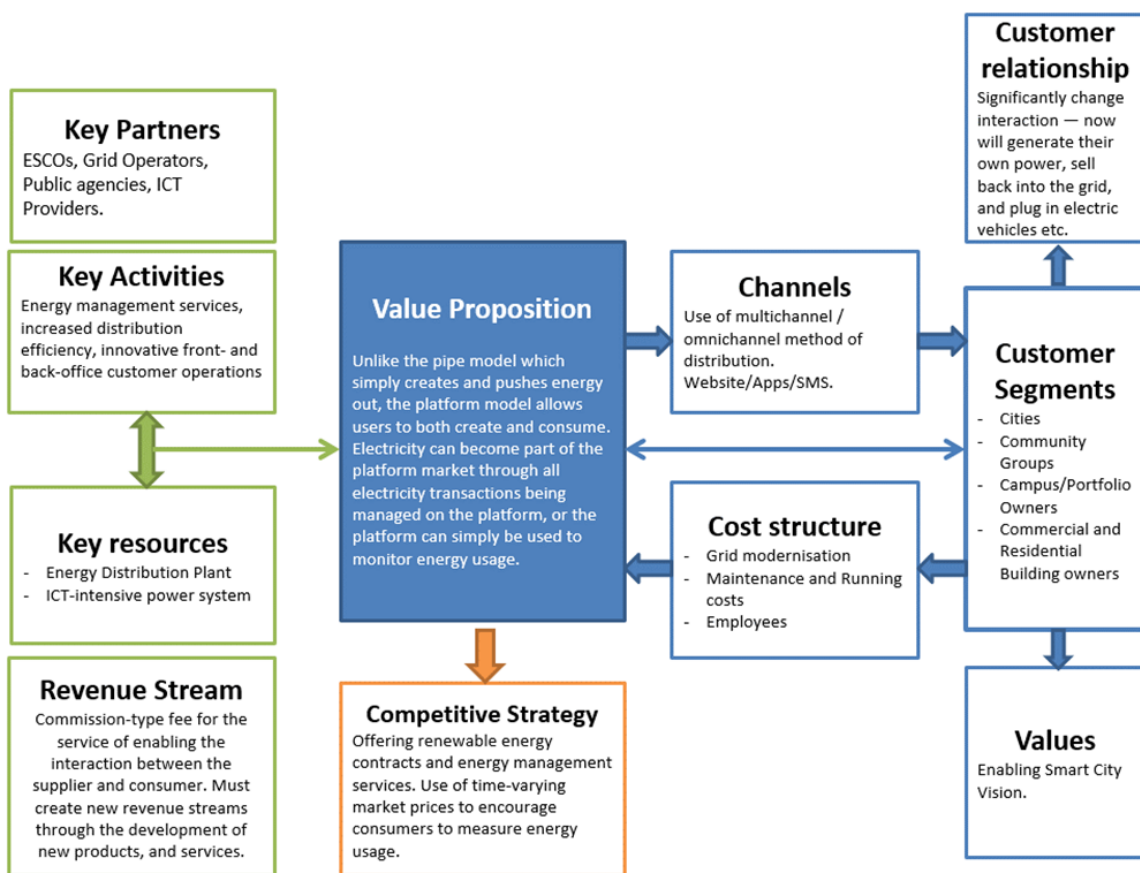 Key Partners
ESCOs, Grid Operators,
Public agencies, ICT
Providers.
Key Activities
Energy management services,
increased distribution
efficiency, innovative front- and
back-office customer operations
Key resources
- Energy Distribution Plant
- ICT-intensive power system
Revenue Stream
Commission-type fee for the
service of enabling the
interaction between the
supplier and consumer. Must
create new revenue streams
through the development of
new products, and services.
Value Proposition
Unlike the pipe model which
simply creates and pushes energy
out, the platform model allows
users to both create and consume.
Electricity can become part of the
platform market through all
electricity transactions being
managed on the platform, or the
platform can simply be used to
monitor energy usage.
Competitive Strategy
Offering renewable energy
contracts and energy management
services. Use of time-varying
market prices to encourage
consumers to measure energy
usage.
Channels
Use of multichannel /
omnichannel method of
distribution.
Website/Apps/SMS.
Cost structure
- Grid modernisation
- Maintenance and Running
costs
- Employees
Customer
relationship
Significantly change
interaction — now
will generate their
own power, sell
back into the grid,
and plug in electric
vehicles etc.
Customer
Segments
- Cities
- Community
Groups
- Campus/Portfolio
Owners
- Commercial and
Residential
Building owners
Values
Enabling Smart City
Vision.